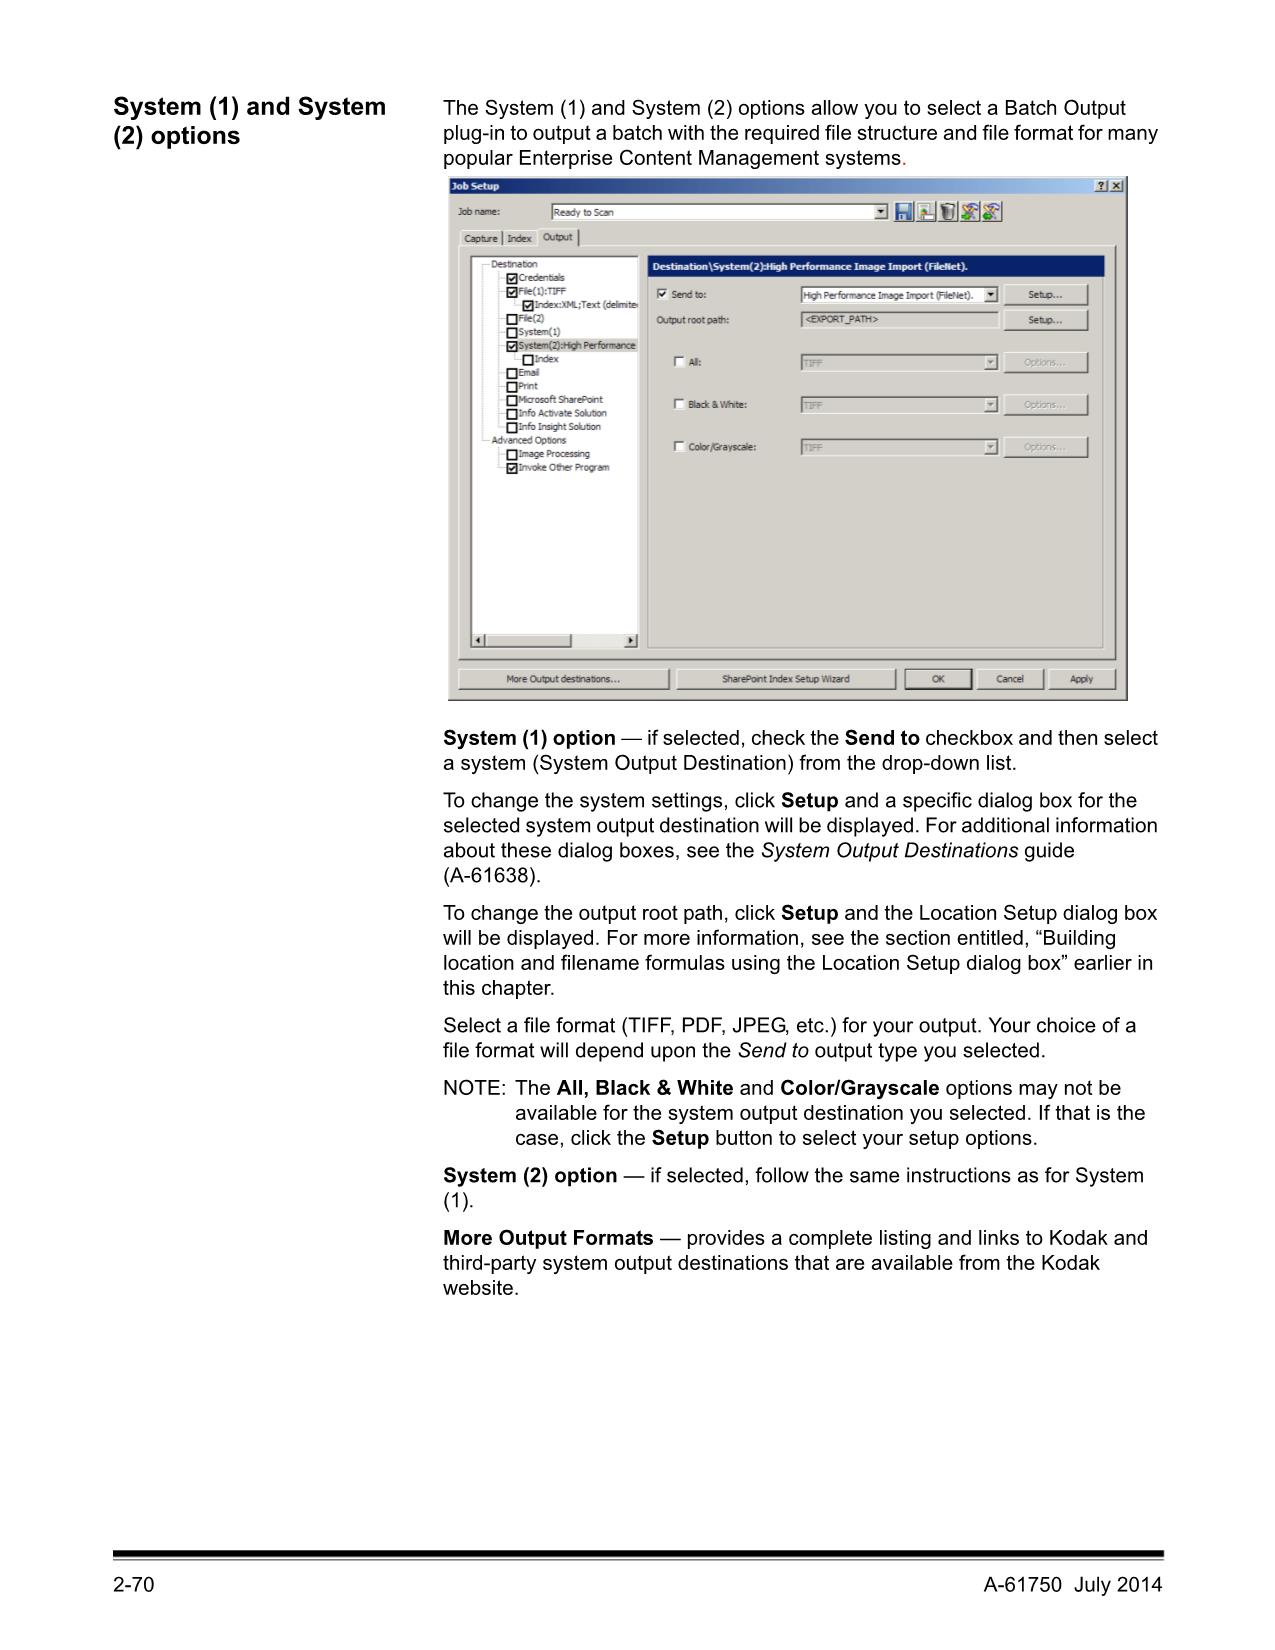 System (1) and System
(2) options
The System (1) and System (2) options allow you to select a Batch Output
plug-in to output a batch with the required file structure and file format for many
popular Enterprise Content Management systems.
Job Setup
Job name:
Ready to Scan
Capture Index Output
Destination
Credentials
File(1):TIFF
Index:XML;Text (delimite
File(2)
System(1)
System(2):High Performance
Index
Email
Print
Microsoft SharePoint
Info Activate Solution
Info Insight Solution
Advanced Options
Image Processing
Invoke Other Program
Destination\System(2):High Performance Image Import (FileNet).
Send to: High Performance Image Import (FileNet). Setup...
Output root path: <EXPORT_PATH> Setup...
All: TIFF Options...
Black & White: TIFF Options...
Color/Grayscale: TIFF Options...
More Output destinations... SharePoint Index Setup Wizard OK Cancel Apply
System (1) option — if selected, check the Send to checkbox and then select
a system (System Output Destination) from the drop-down list.
To change the system settings, click Setup and a specific dialog box for the
selected system output destination will be displayed. For additional information
about these dialog boxes, see the System Output Destinations guide
(A-61638).
To change the output root path, click Setup and the Location Setup dialog box
will be displayed. For more information, see the section entitled, “Building
location and filename formulas using the Location Setup dialog box” earlier in
this chapter.
Select a file format (TIFF, PDF, JPEG, etc.) for your output. Your choice of a
file format will depend upon the Send to output type you selected.
NOTE: The All, Black & White and Color/Grayscale options may not be
available for the system output destination you selected. If that is the
case, click the Setup button to select your setup options.
System (2) option — if selected, follow the same instructions as for System
(1).
More Output Formats — provides a complete listing and links to Kodak and
third-party system output destinations that are available from the Kodak
website.
2-70 A-61750 July 2014